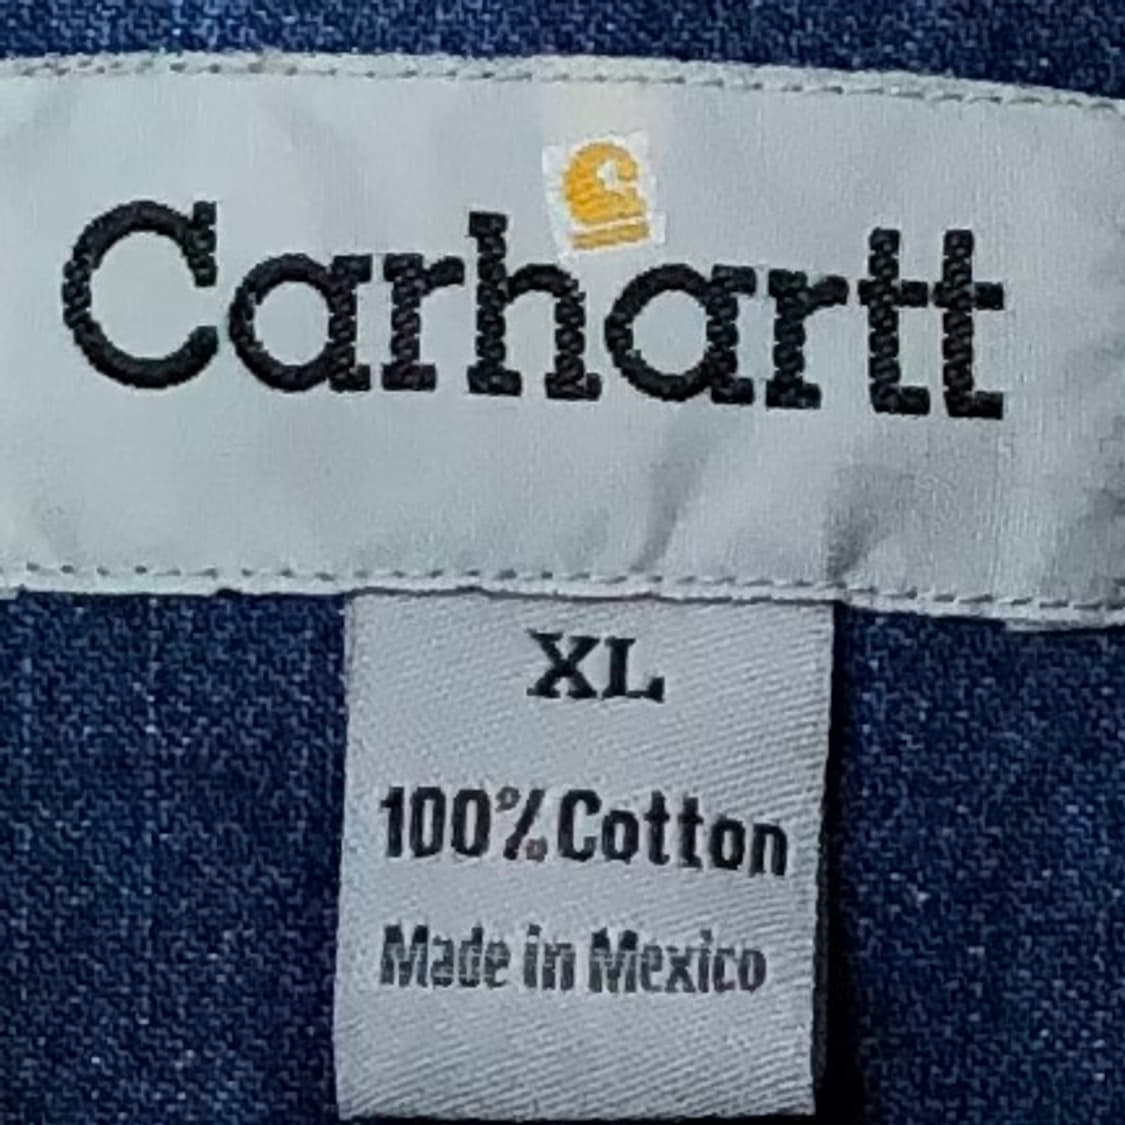 Carhartt
XL
100% Cotton
Made in Mexico